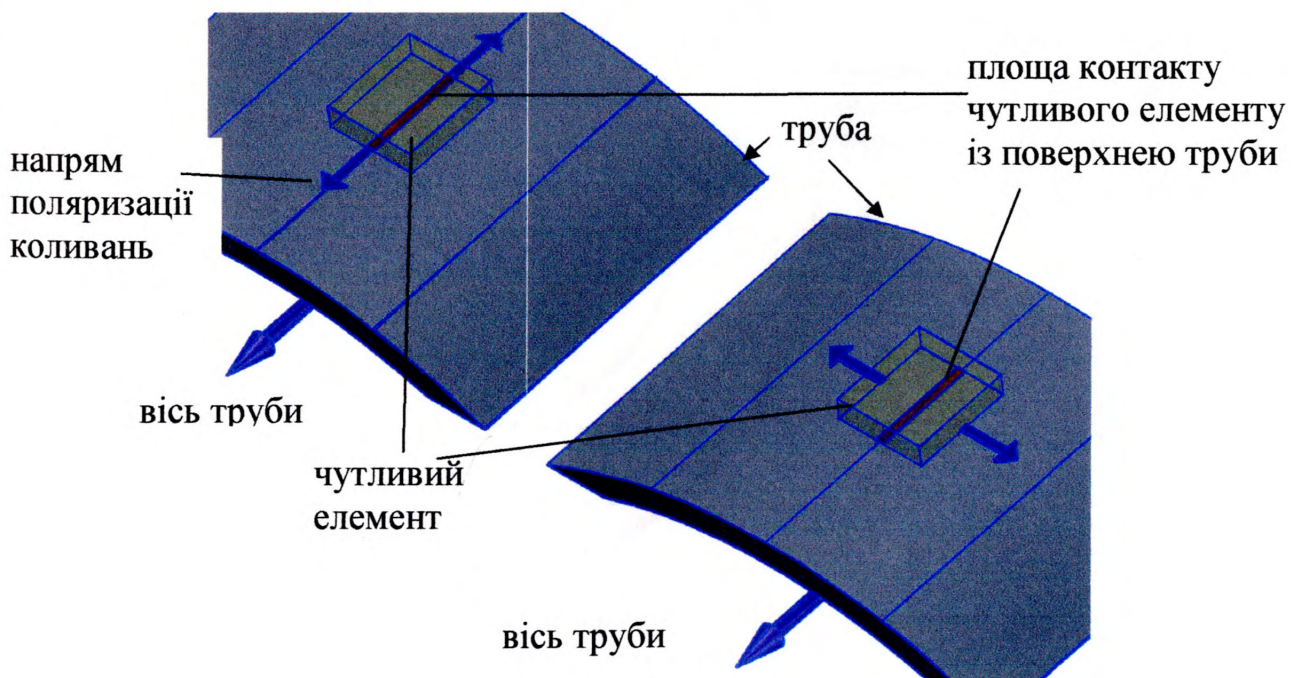 площа контакту
чутливого елементу
із поверхнею труби
труба
напрям
поляризації
коливань
вісь труби
чутливий
елемент
вісь труби